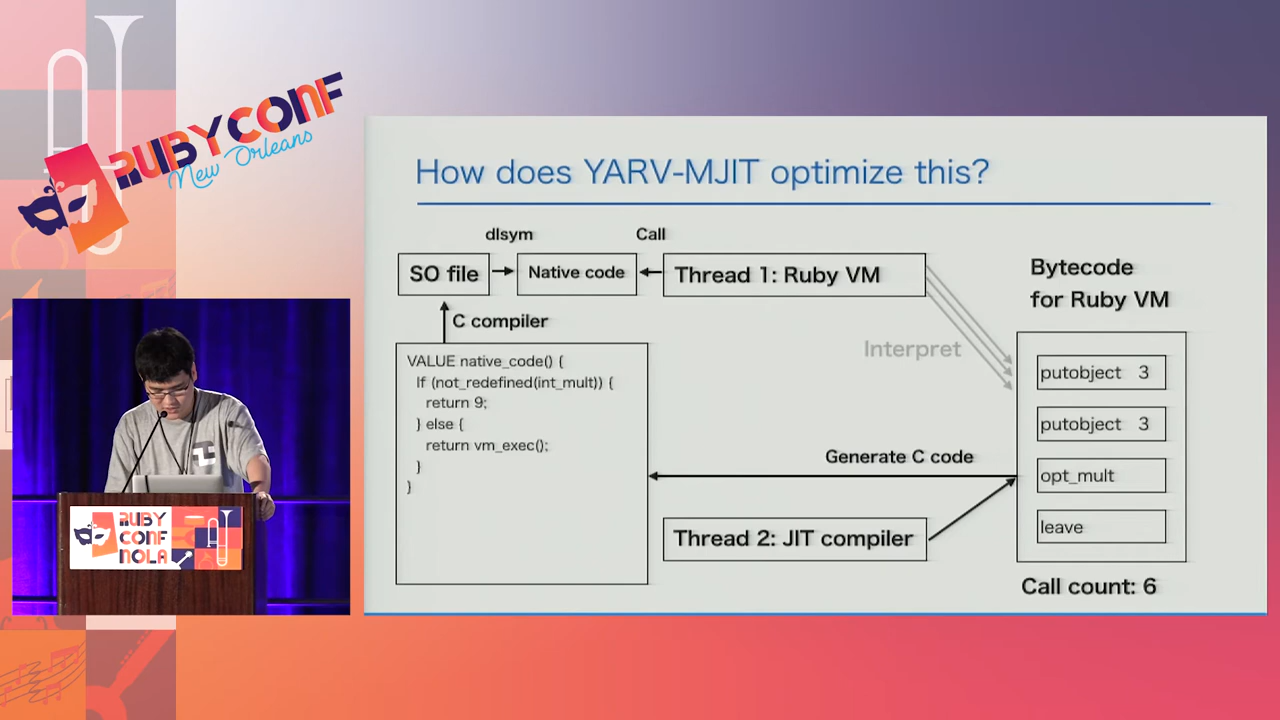 RUBYCONF
New Orleans
RUBY
CONF
NOLA
How does YARV-MJIT optimize this?
dlsym
Call
SO file
Native code
Thread 1: Ruby VM
Bytecode
for Ruby VM
C compiler
Interpret
VALUE native_code() {
If (not_redefined(int_mult)) {
return 9;
} else {
return vm_exec();
}
}
putobject 3
putobject 3
opt_mult
leave
Generate C code
Thread 2: JIT compiler
Call count: 6